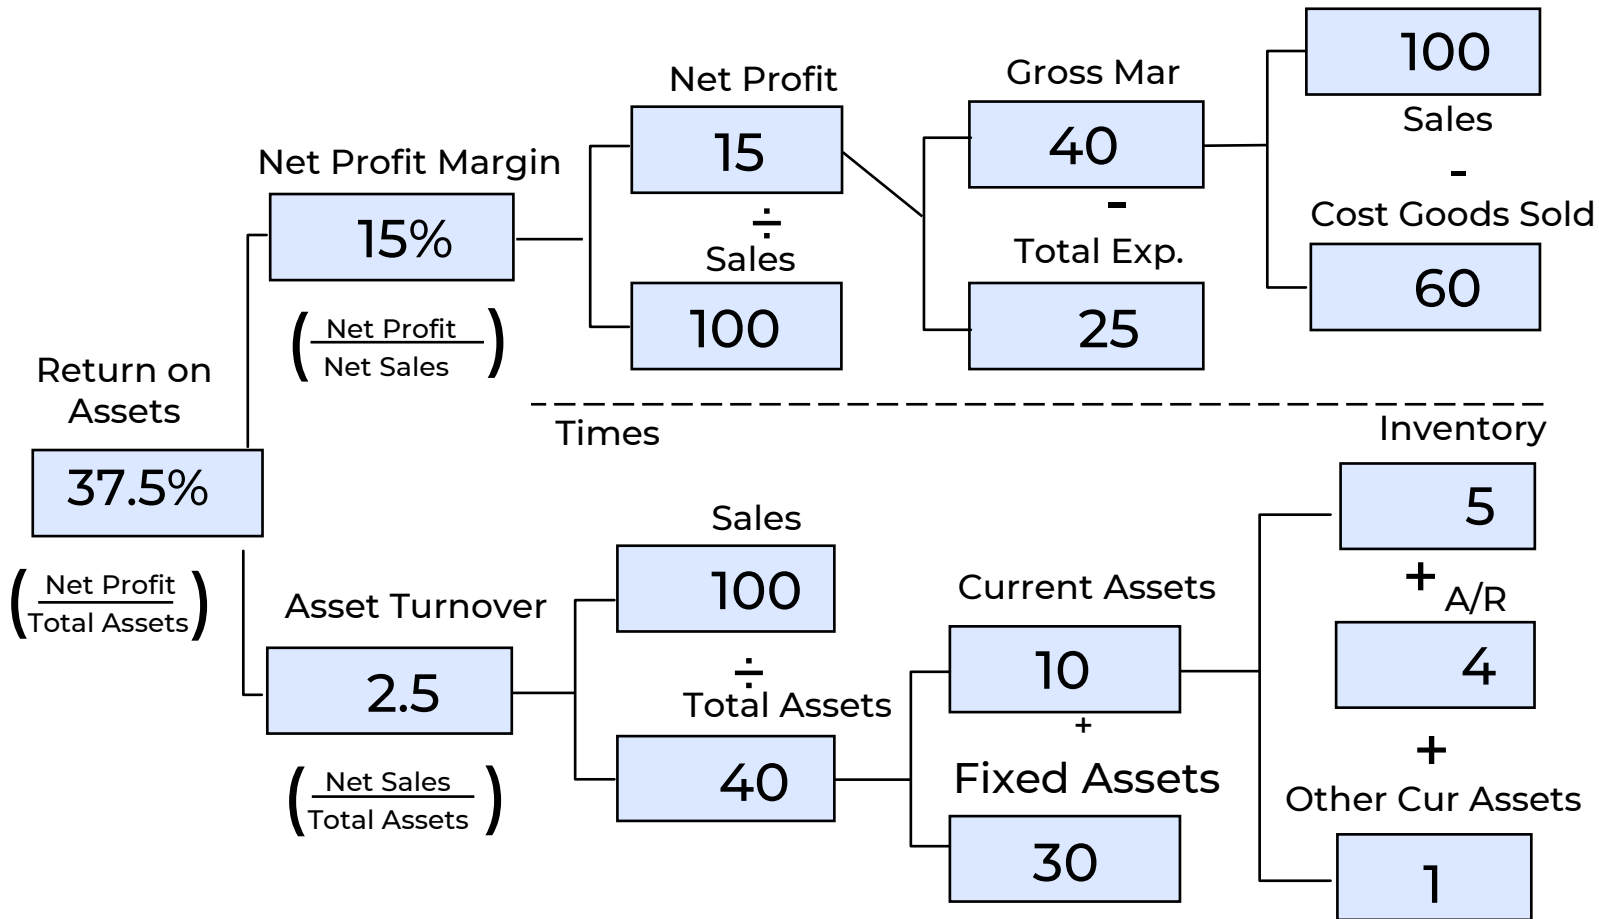 100
Sales
-
Cost Goods Sold
60
Gross Mar
40
-
Total Exp.
25
Net Profit
15
÷
Sales
100
Net Profit Margin
15%
(Net Profit
Net Sales)
Return on
Assets
37.5%
(Net Profit
Total Assets)
Times
Inventory
5
+
A/R
4
+
Other Cur Assets
1
Sales
100
÷
Total Assets
40
Current Assets
10
+
Fixed Assets
30
Asset Turnover
2.5
(Net Sales
Total Assets)